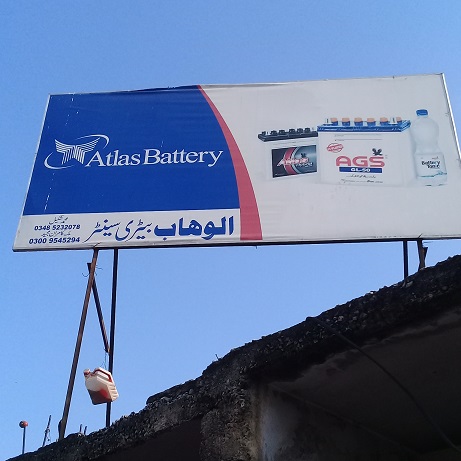 Atlas Battery
AGS
GL-50
Battery Tonic
الوهاب بیٹری سینٹر
0348 5232078
0300 9545294